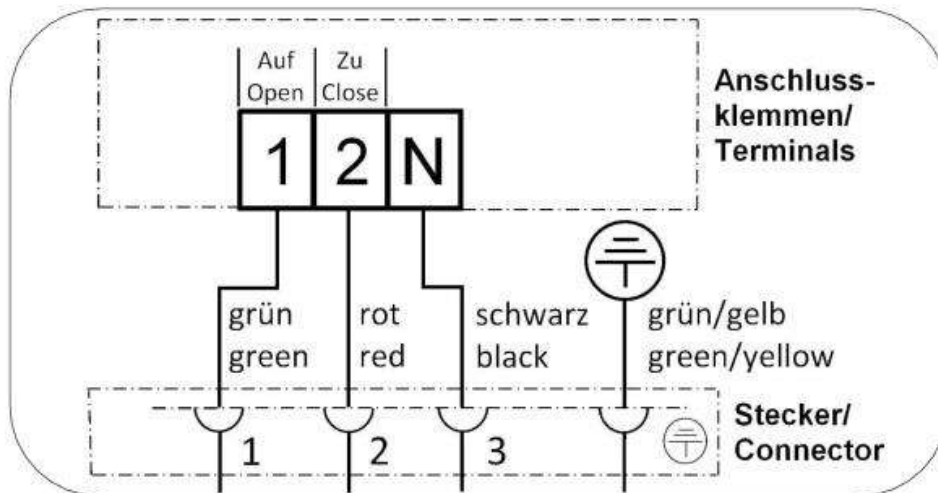 Auf
Open
Zu
Close
1
2
N
Anschluss-
klemmen/
Terminals
grün
green
rot
red
schwarz
black
grün/gelb
green/yellow
1
2
3
Stecker/
Connector